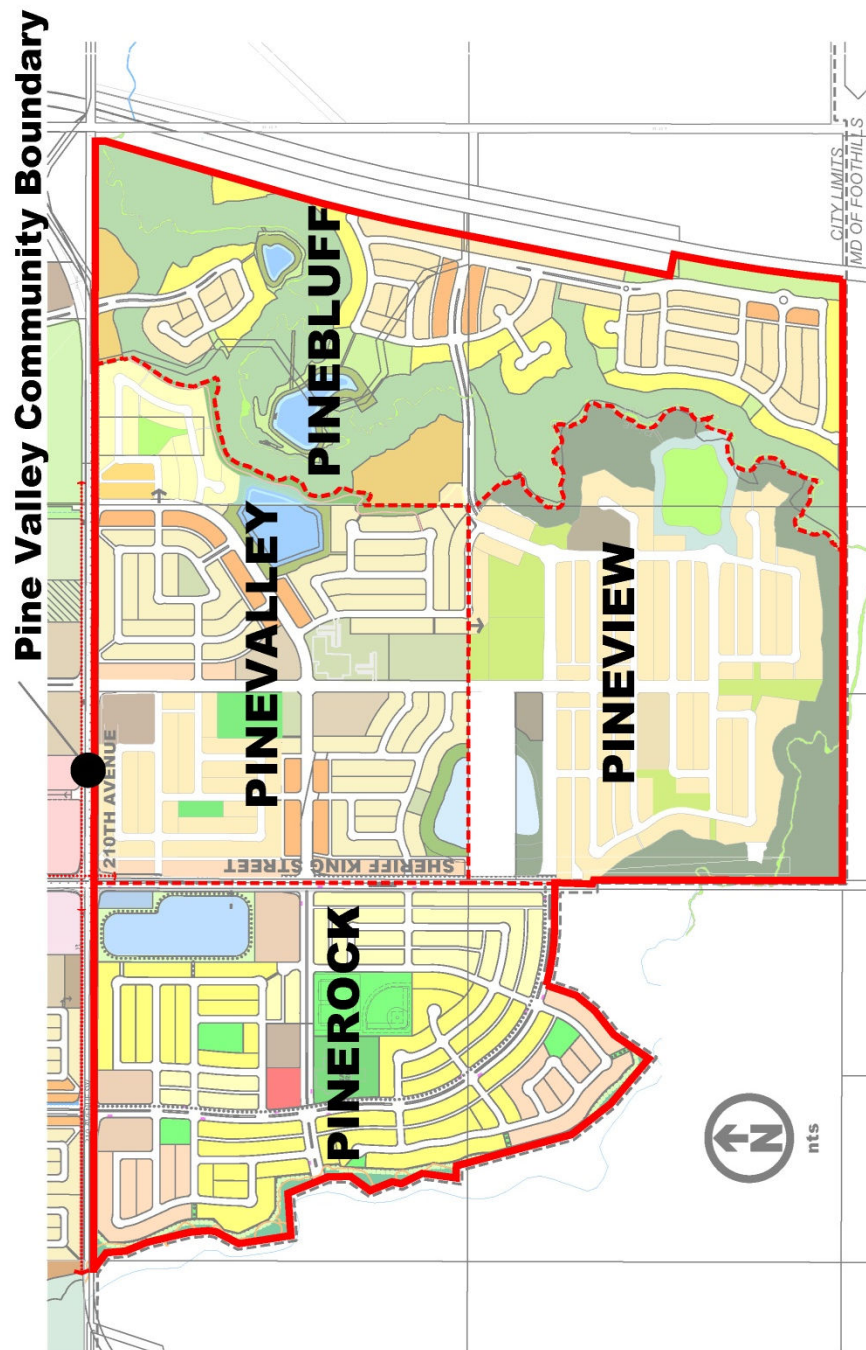 Pine Valley Community Boundary
210TH AVENUE
SHERIFF KING STREET
PINEROCK
PINEVALLEY
PINEBLUFF
PINEVIEW
CITY LIMITS
MD OF FOOTHILLS
N
nts